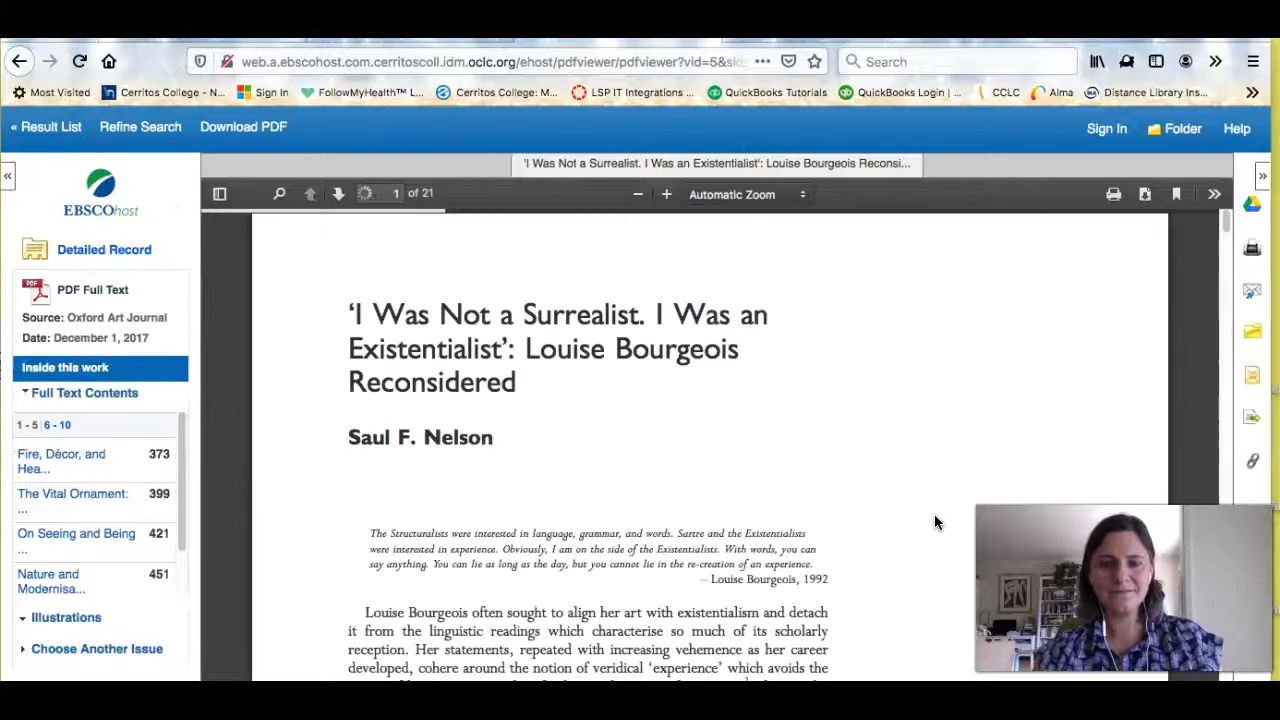 web.a.ebscohost.com.cerritoscoll.idm.oclc.org/ehost/pdfviewer/pdfviewer?vid=6&sid
Search
Most Visited
Cerritos College - N...
Sign In
FollowMyHealth™ L...
Cerritos College: M...
LSP IT Integrations ...
QuickBooks Tutorials
QuickBooks Login | ...
CCLC
Alma
Distance Library Ins...
« Result List
Refine Search
Download PDF
Sign In
Folder
Help
'I Was Not a Surrealist. I Was an Existentialist': Louise Bourgeois Reconsi...
1 of 21
Automatic Zoom
EBSCOhost
Detailed Record
PDF
PDF Full Text
Source: Oxford Art Journal
Date: December 1, 2017
Inside this work
Full Text Contents
1 - 5 6 - 10
Fire, Décor, and 373
Hea...
The Vital Ornament: 399
...
On Seeing and Being 421
...
Nature and 451
Modernisa...
Illustrations
Choose Another Issue
‘I Was Not a Surrealist. I Was an
Existentialist’: Louise Bourgeois
Reconsidered
Saul F. Nelson
The Structuralists were interested in language, grammar, and words. Sartre and the Existentialists
were interested in experience. Obviously, I am on the side of the Existentialists. With words, you can
say anything. You can lie as long as the day, but you cannot lie in the re-creation of an experience.
– Louise Bourgeois, 1992
Louise Bourgeois often sought to align her art with existentialism and detach
it from the linguistic readings which characterise so much of its scholarly
reception. Her statements, repeated with increasing vehemence as her career
developed, cohere around the notion of veridical ‘experience’ which avoids the